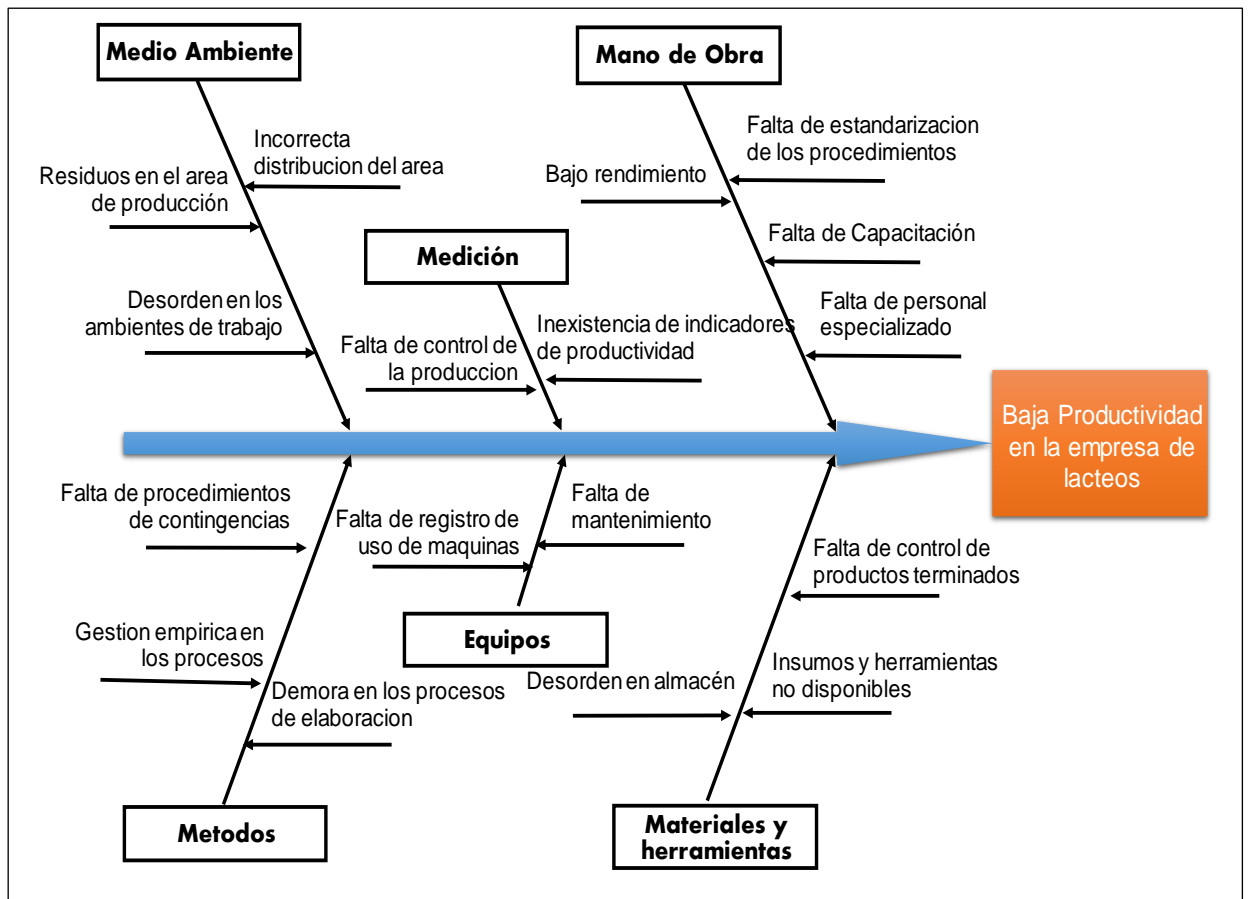 Medio Ambiente
Mano de Obra
Incorrecta
distribucion del area
Residuos en el area
de producción
Desorden en los
ambientes de trabajo
Medición
Falta de control de
la produccion
Inexistencia de indicadores
de productividad
Falta de estandarizacion
de los procedimientos
Bajo rendimiento
Falta de Capacitación
Falta de personal
especializado
Baja Productividad
en la empresa de
lacteos
Falta de procedimientos
de contingencias
Gestion empirica en
los procesos
Demora en los procesos
de elaboracion
Metodos
Falta de registro de
uso de maquinas
Falta de
mantenimiento
Equipos
Falta de control de
productos terminados
Desorden en almacén
Insumos y herramientas
no disponibles
Materiales y
herramientas